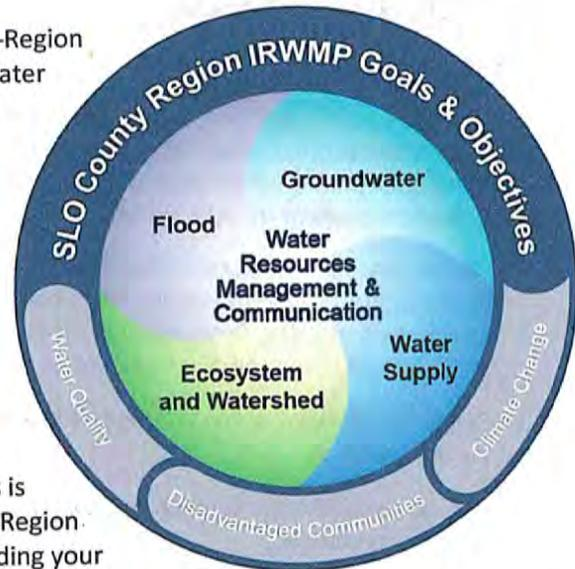 -Region
ater
SLO County Region IRWMP Goals & Objectives
Groundwater
Flood
Water
Resources
Management &
Communication
Water
Supply
Ecosystem
and Watershed
Water Quality
Disadvantaged Communities
Climate Change
is
Region
ding your